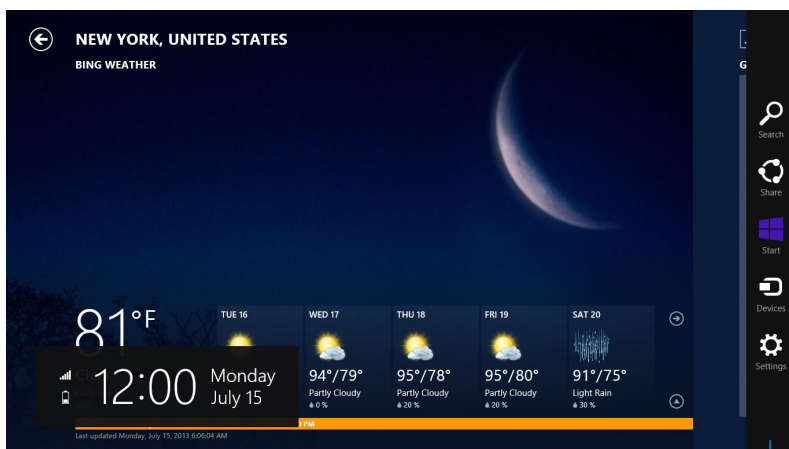 NEW YORK, UNITED STATES
BING WEATHER
G
Search
Share
Start
Devices
Settings
81°F
TUE 16
WED 17
94°/79°
Partly Cloudy
0 %
THU 18
95°/78°
Partly Cloudy
20 %
FRI 19
95°/80°
Partly Cloudy
20 %
SAT 20
91°/75°
Light Rain
30 %
12:00
Monday
July 15
PM
Last updated Monday, July 15, 2013 6:06:04 AM